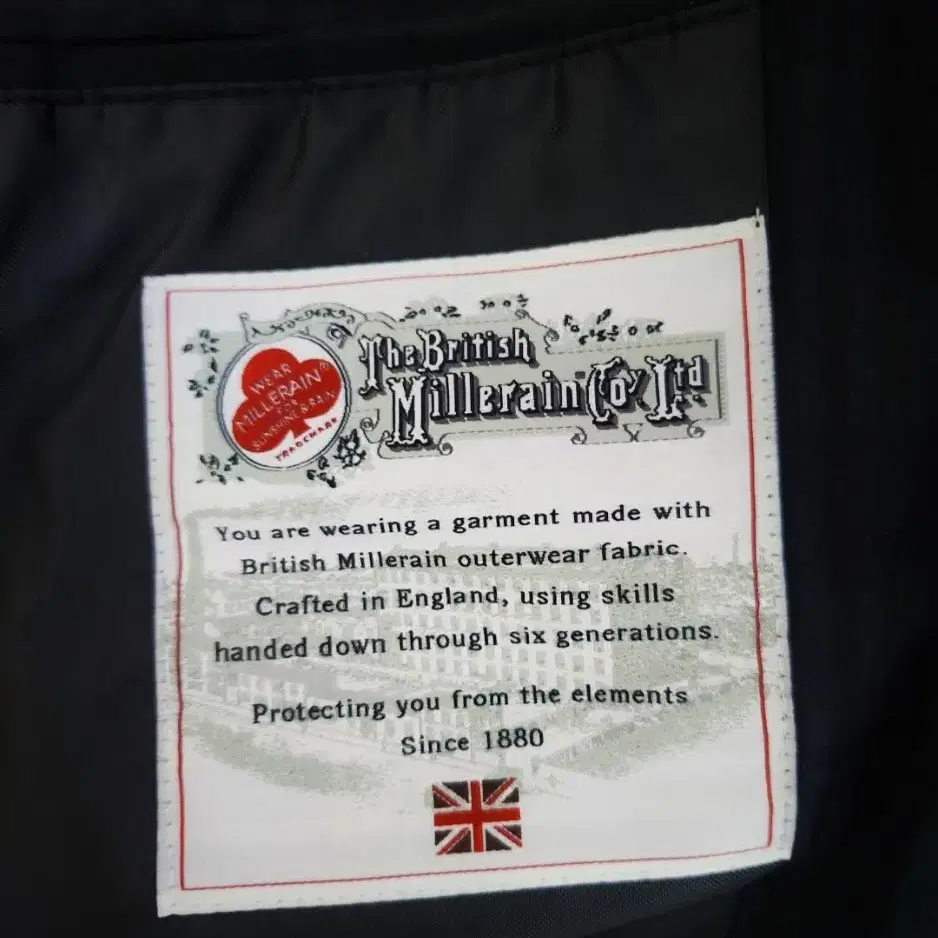 WEAR
MILLERAIN®
FOR
SUNSHINE & RAIN
TRADEMARK
The British
Millerain Coy Ltd
You are wearing a garment made with
British Millerain outerwear fabric.
Crafted in England, using skills
handed down through six generations.
Protecting you from the elements
Since 1880